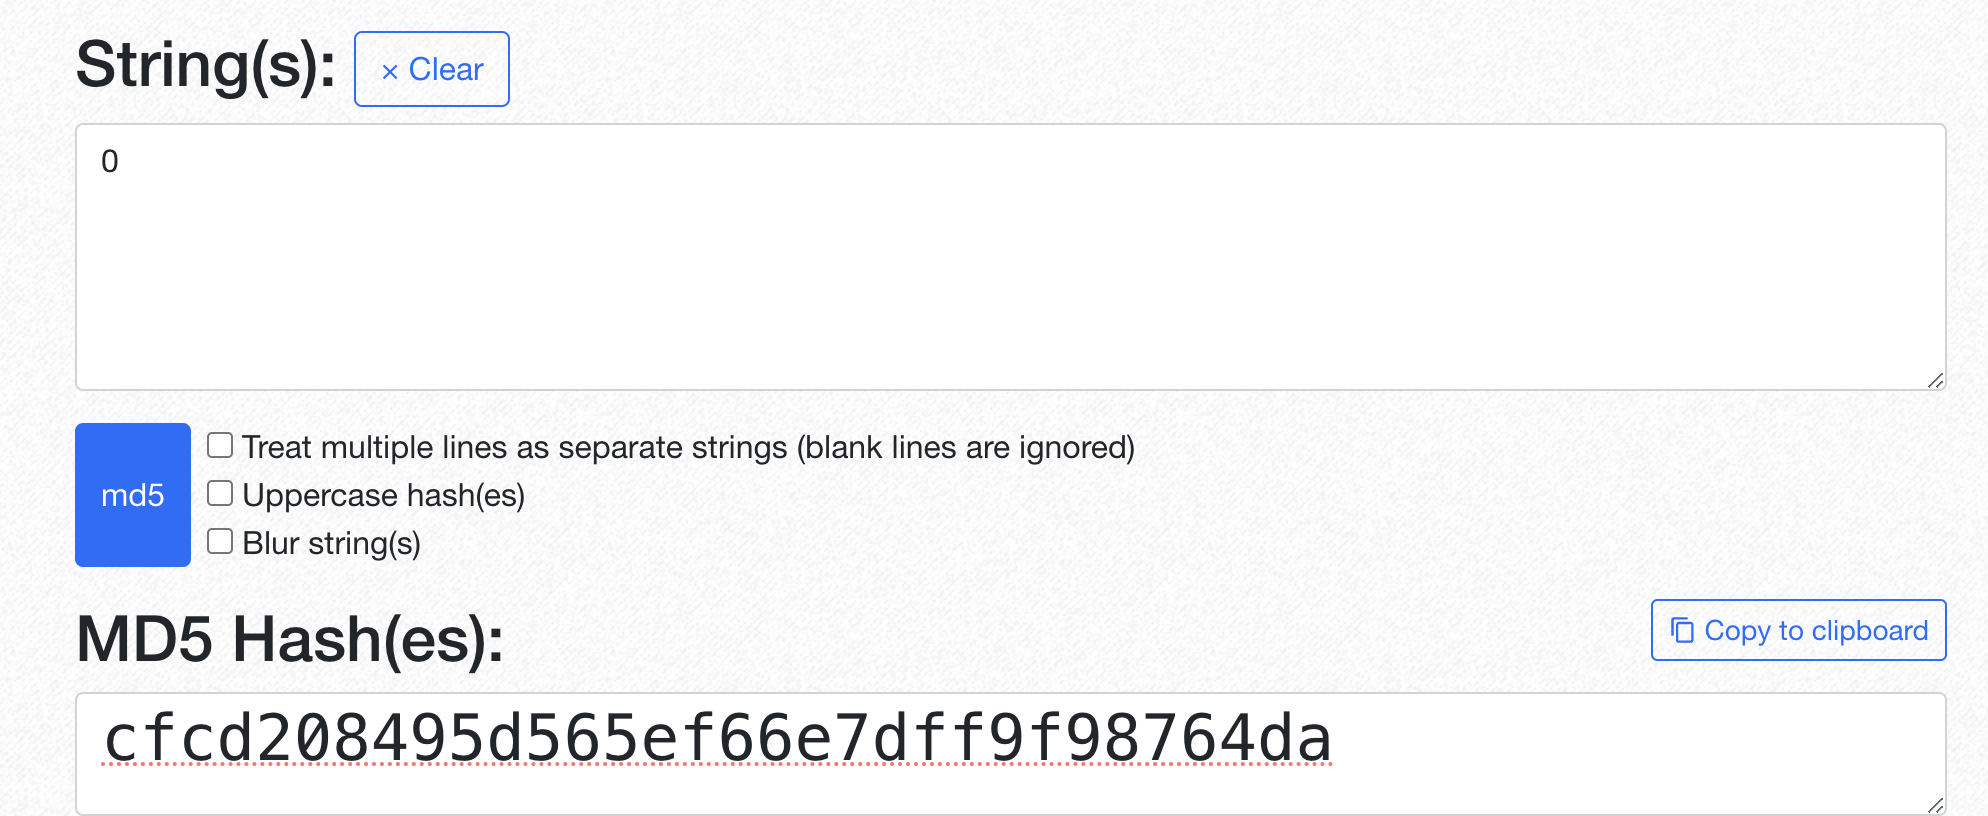 String(s):
× Clear
0
md5
Treat multiple lines as separate strings (blank lines are ignored)
Uppercase hash(es)
Blur string(s)
MD5 Hash(es):
Copy to clipboard
cfcd208495d565ef66e7dff9f98764da